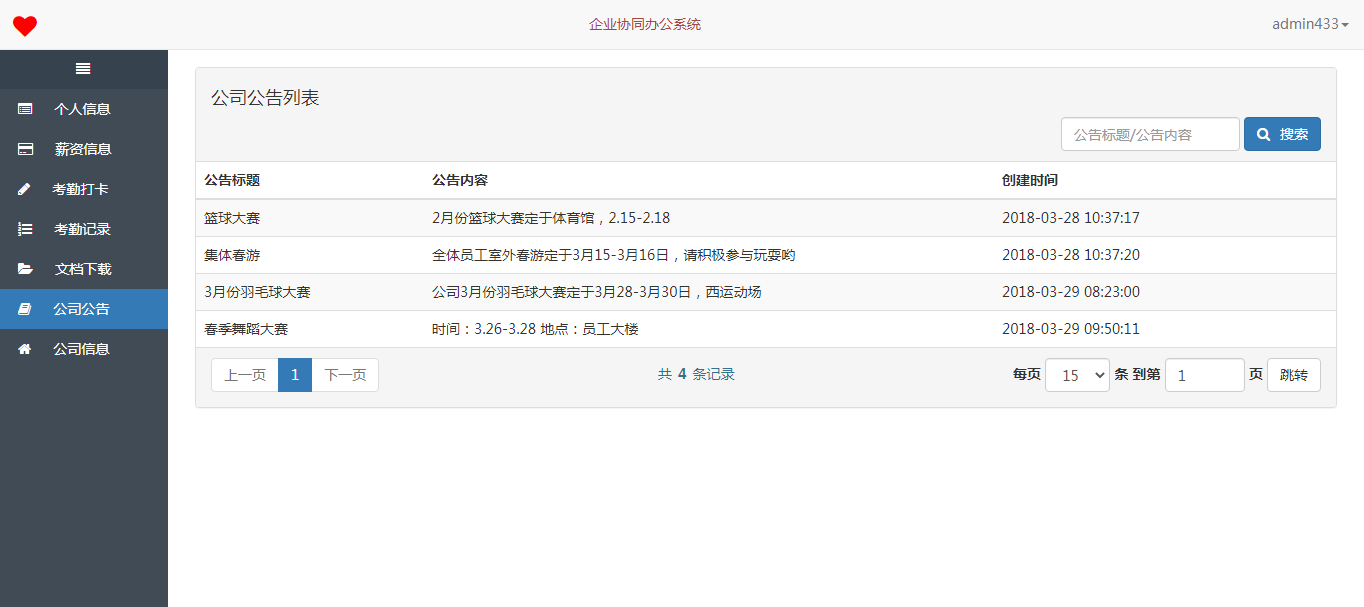 企业协同办公系统
admin433
个人信息
薪资信息
考勤打卡
考勤记录
文档下载
公司公告
公司信息
公司公告列表
公告标题/公告内容 搜索
公告标题 公告内容 创建时间
篮球大赛 2月份篮球大赛定于体育馆，2.15-2.18 2018-03-28 10:37:17
集体春游 全体员工室外春游定于3月15-3月16日，请积极参与玩耍哟 2018-03-28 10:37:20
3月份羽毛球大赛 公司3月份羽毛球大赛定于3月28-3月30日，西运动场 2018-03-29 08:23:00
春季舞蹈大赛 时间：3.26-3.28 地点：员工大楼 2018-03-29 09:50:11
上一页 1 下一页 共 4 条记录 每页 15 条 到第 1 页 跳转